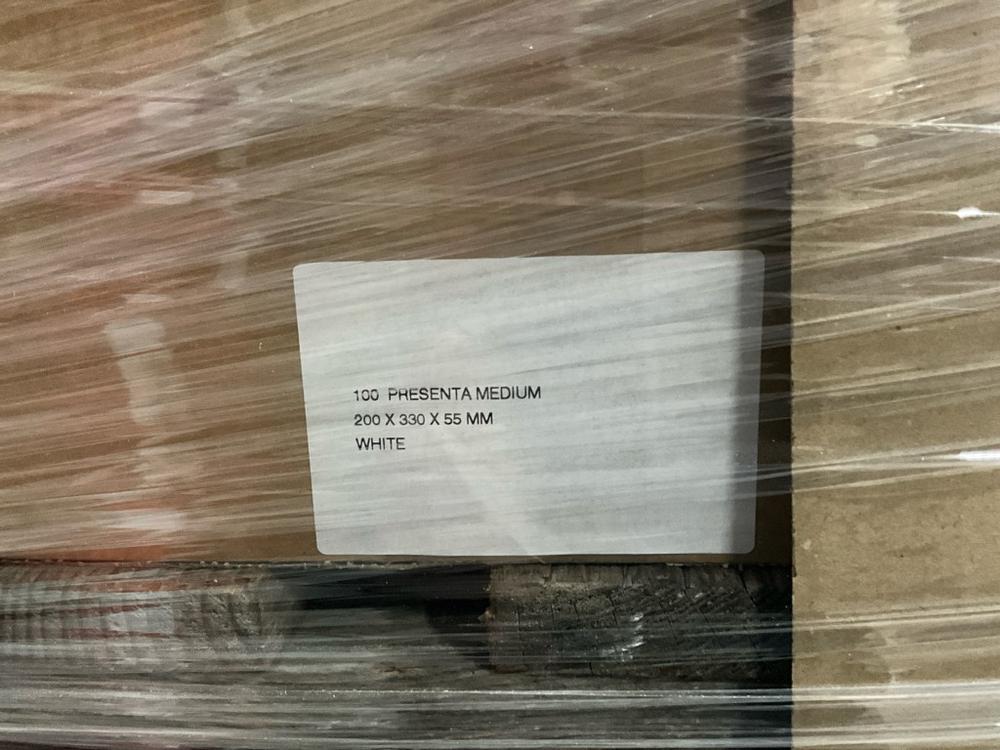 100 PRESENTA MEDIUM
200 X 330 X 55 MM
WHITE